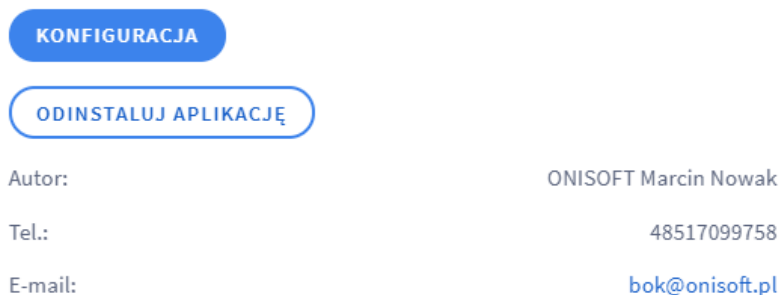 KONFIGURACJA
ODINSTALUJ APLIKACJĘ
Autor: ONISOFT Marcin Nowak
Tel.: 48517099758
E-mail: bok@onisoft.pl